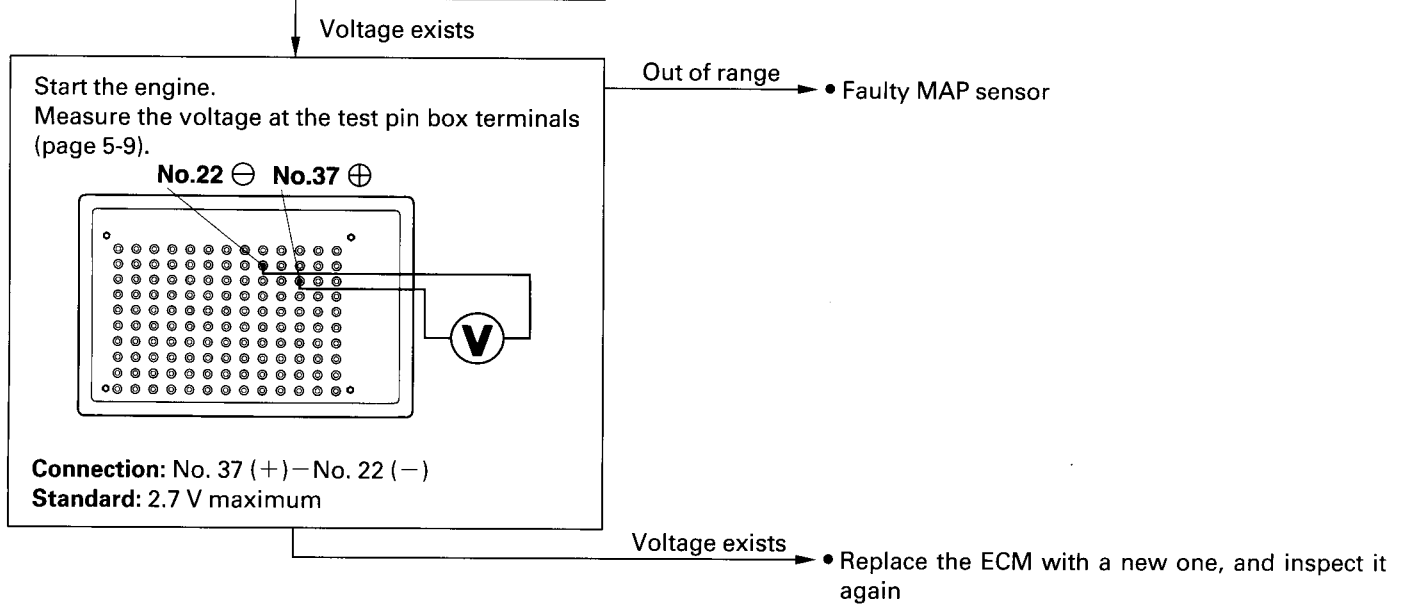 Voltage exists
Start the engine.
Measure the voltage at the test pin box terminals
(page 5-9).
No.22 ⊖ No.37 ⊕
V
Connection: No. 37 (+)—No. 22 (—)
Standard: 2.7 V maximum
Out of range
• Faulty MAP sensor
Voltage exists
• Replace the ECM with a new one, and inspect it
again